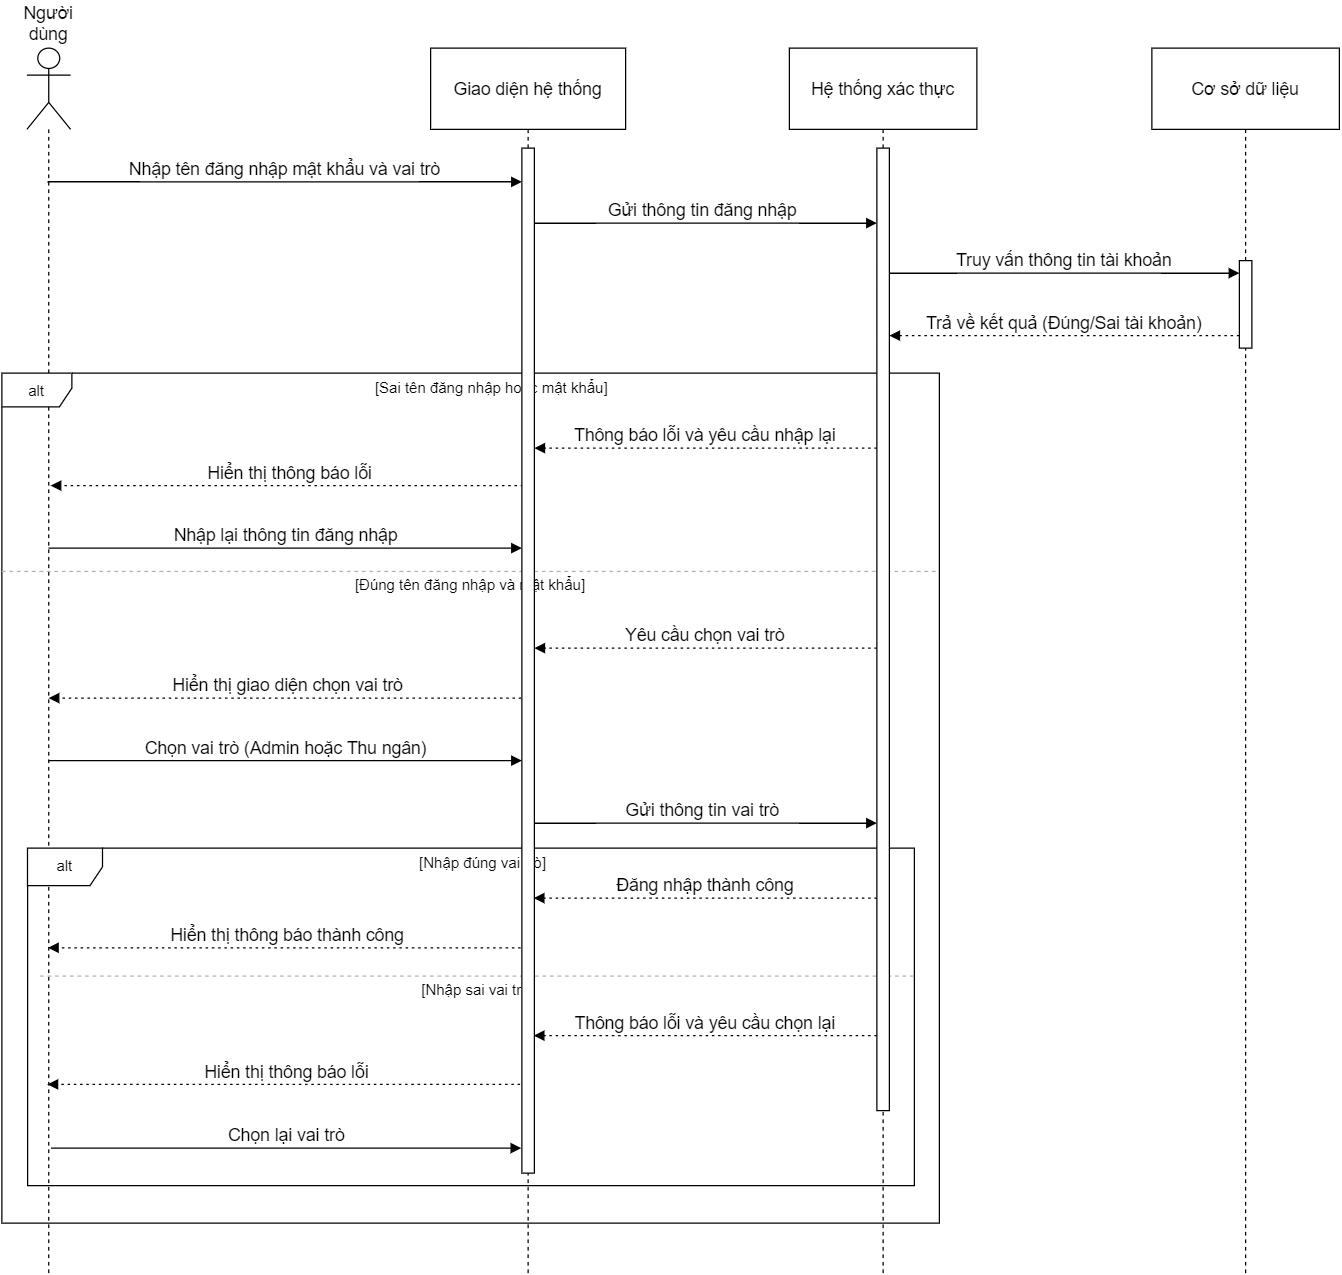 Người
dùng
Giao diện hệ thống
Hệ thống xác thực
Cơ sở dữ liệu
Nhập tên đăng nhập mật khẩu và vai trò
Gửi thông tin đăng nhập
Truy vấn thông tin tài khoản
Trả về kết quả (Đúng/Sai tài khoản)
alt
[Sai tên đăng nhập hoặc mật khẩu]
Thông báo lỗi và yêu cầu nhập lại
Hiển thị thông báo lỗi
Nhập lại thông tin đăng nhập
[Đúng tên đăng nhập và mật khẩu]
Yêu cầu chọn vai trò
Hiển thị giao diện chọn vai trò
Chọn vai trò (Admin hoặc Thu ngân)
Gửi thông tin vai trò
alt
[Nhập đúng vai trò]
Đăng nhập thành công
Hiển thị thông báo thành công
[Nhập sai vai tr
Thông báo lỗi và yêu cầu chọn lại
Hiển thị thông báo lỗi
Chọn lại vai trò